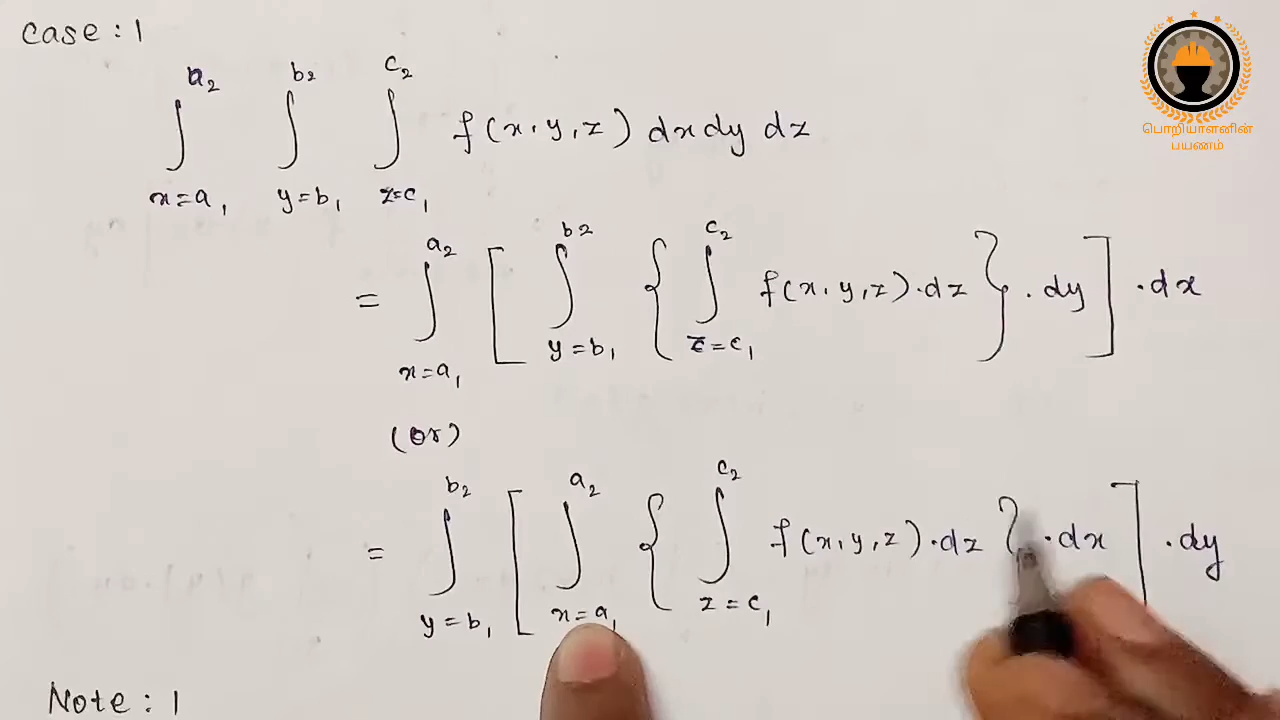 case : 1
பொறியாளனின்
பயணம்
∫_{x=a₁}^{a₂} ∫_{y=b₁}^{b₂} ∫_{z=c₁}^{c₂} f(x,y,z) dx dy dz
= ∫_{x=a₁}^{a₂} [ ∫_{y=b₁}^{b₂} { ∫_{z=c₁}^{c₂} f(x,y,z).dz } . dy ] . dx
(or)
= ∫_{y=b₁}^{b₂} [ ∫_{x=a₁}^{a₂} { ∫_{z=c₁}^{c₂} f(x,y,z).dz } . dx ] . dy
Note : 1